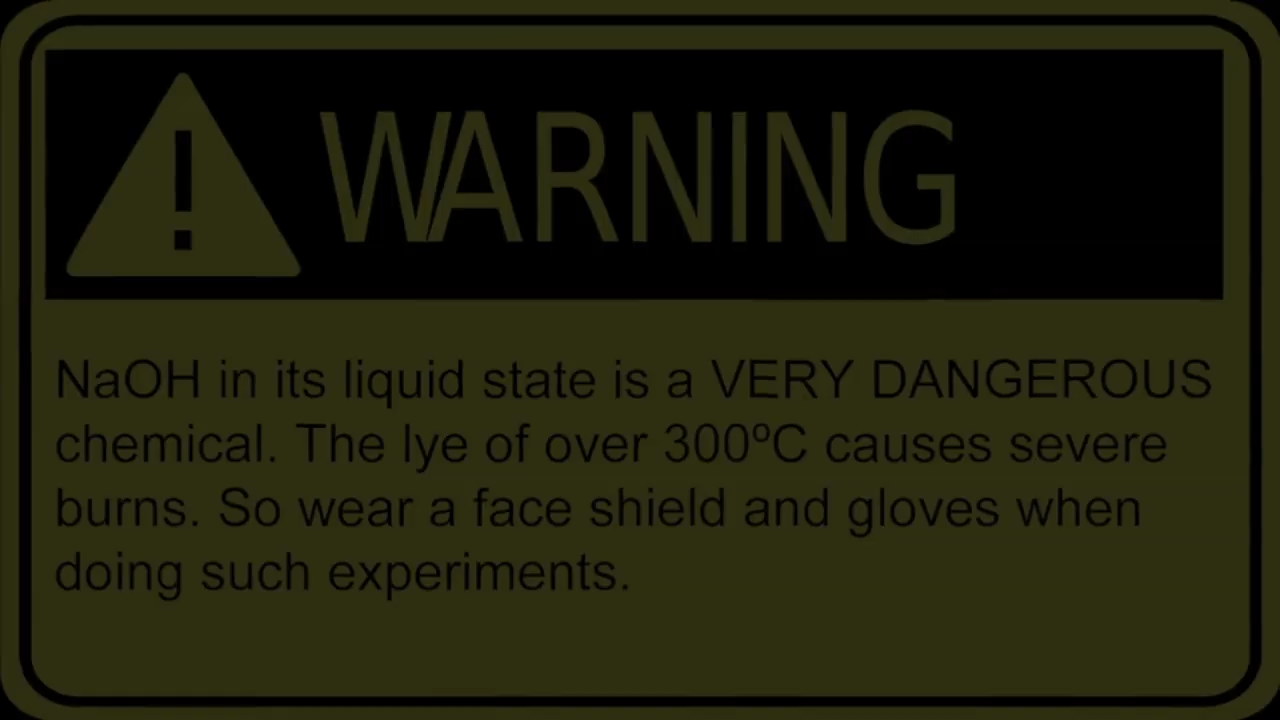 WARNING
NaOH in its liquid state is a VERY DANGEROUS
chemical. The lye of over 300ºC causes severe
burns. So wear a face shield and gloves when
doing such experiments.